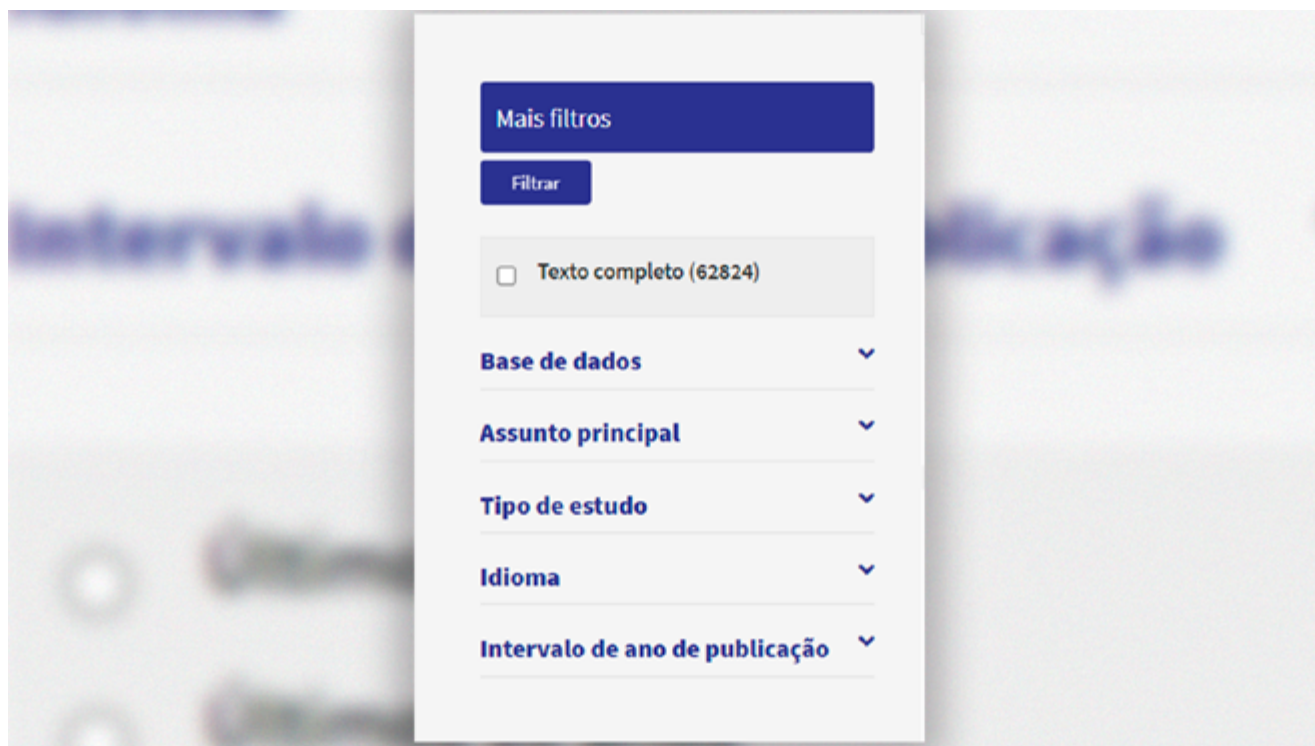 Mais filtros
Filtrar
Texto completo (62824)
Base de dados
Assunto principal
Tipo de estudo
Idioma
Intervalo de ano de publicação
Intervalo